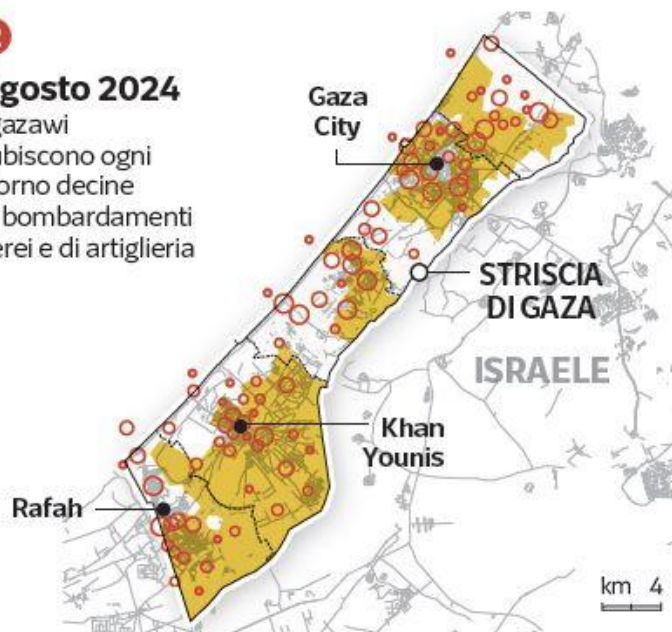 gosto 2024
gazawi
ubiscono ogni
orno decine
bombardamenti
erei e di artiglieria
Gaza
City
STRISCIA
DI GAZA
ISRAELE
Khan
Younis
Rafah
km 4